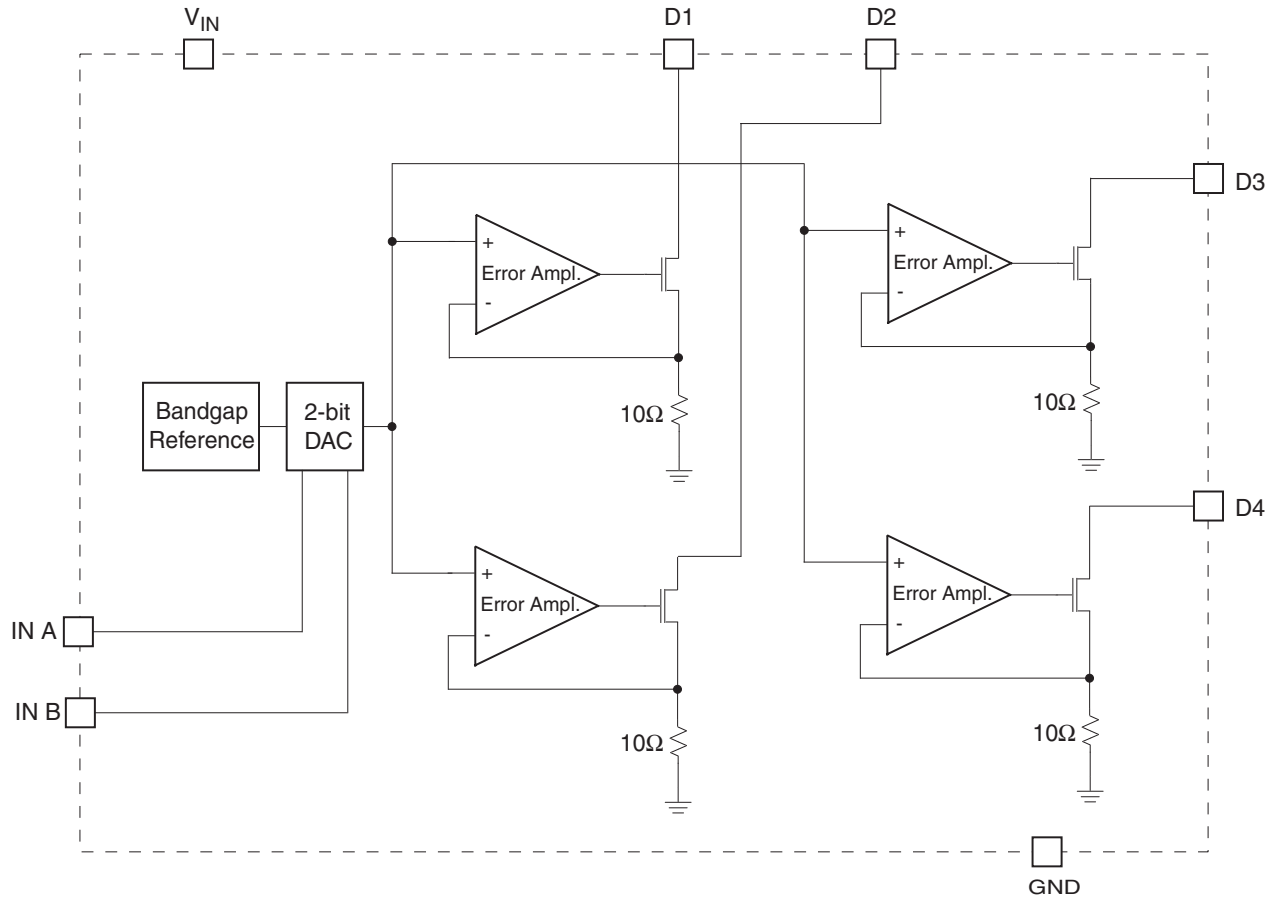 V_IN
D1
D2
D3
+
Error Ampl.
-
+
Error Ampl.
-
10Ω
10Ω
Bandgap
Reference
2-bit
DAC
D4
+
Error Ampl.
-
+
Error Ampl.
-
IN A
IN B
10Ω
10Ω
GND